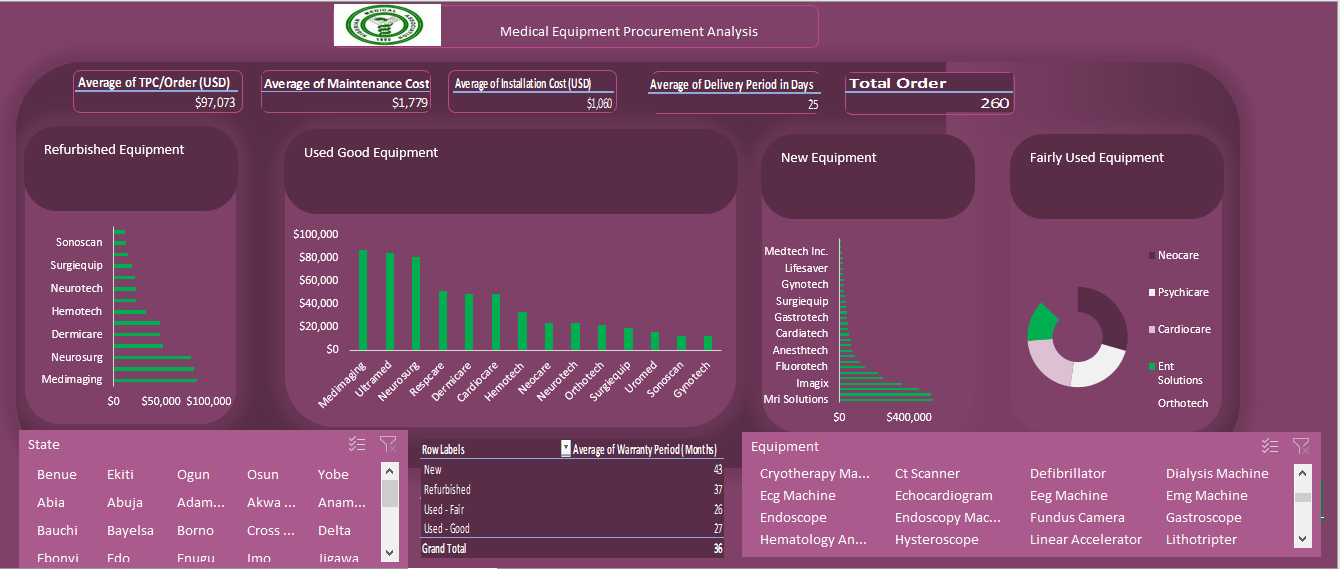 NIGERIA MEDICAL ASSOCIATION
Medical Equipment Procurement Analysis
Average of TPC/Order (USD)
$97,073
Average of Maintenance Cost
$1,779
Average of Installation Cost (USD)
$1,060
Average of Delivery Period in Days
25
Total Order
260
Refurbished Equipment
Sonoscan
Surgiequip
Neurotech
Hemotech
Dermicare
Neurosurg
Medimaging
$0 $50,000 $100,000
Used Good Equipment
$100,000
$80,000
$60,000
$40,000
$20,000
$0
Medimaging Ultramed Neurosurg Respcare Dermicare Cardiocare Hemotech Neocare Neurotech Orthotech Surgiequip Uromed Sonoscan Gynotech
New Equipment
Medtech Inc.
Lifesaver
Gynotech
Surgiequip
Gastrotech
Cardiatech
Anesthtech
Fluorotech
Imagix
Mri Solutions
$0 $400,000
Fairly Used Equipment
Neocare
Psychicare
Cardiocare
Ent
Solutions
Orthotech
State
Benue Ekiti Ogun Osun Yobe
Abia Abuja Adam... Akwa ... Anam...
Bauchi Bayelsa Borno Cross ... Delta
Ebonyi Edo Enugu Imo Jigawa
Row Labels Average of Warranty Period (Months)
New 43
Refurbished 37
Used - Fair 26
Used - Good 27
Grand Total 36
Equipment
Cryotherapy Ma... Ct Scanner Defibrillator Dialysis Machine
Ecg Machine Echocardiogram Eeg Machine Emg Machine
Endoscope Endoscopy Mac... Fundus Camera Gastroscope
Hematology An... Hysteroscope Linear Accelerator Lithotripter